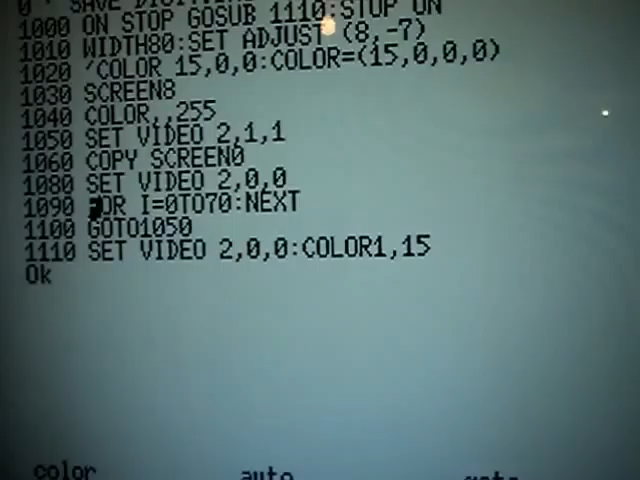 0 ' SAVE
1000 ON STOP GOSUB 1110:STOP ON
1010 WIDTH80:SET ADJUST (8,-7)
1020 'COLOR 15,0,0:COLOR=(15,0,0,0)
1030 SCREEN8
1040 COLOR,,255
1050 SET VIDEO 2,1,1
1060 COPY SCREEN0
1080 SET VIDEO 2,0,0
1090 FOR I=0TO70:NEXT
1100 GOTO1050
1110 SET VIDEO 2,0,0:COLOR1,15
Ok
color auto